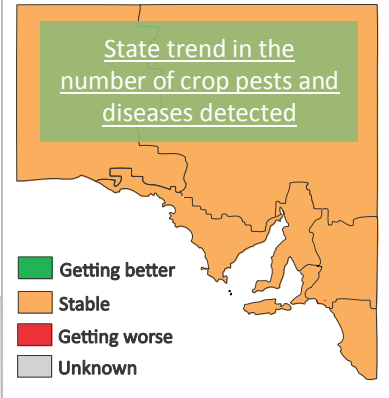 State trend in the
number of crop pests and
diseases detected
Getting better
Stable
Getting worse
Unknown